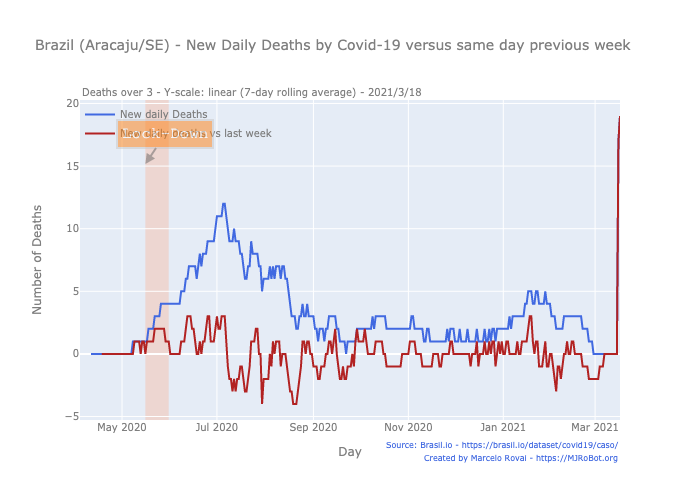 Brazil (Aracaju/SE) - New Daily Deaths by Covid-19 versus same day previous week
Deaths over 3 - Y-scale: linear (7-day rolling average) - 2021/3/18
New daily Deaths
vs last week
20
15
10
5
0
−5
Number of Deaths
May 2020
Jul 2020
Sep 2020
Nov 2020
Jan 2021
Mar 2021
Day
Source: Brasil.io - https://brasil.io/dataset/covid19/caso/
Created by Marcelo Rovai - https://MJRoBot.org